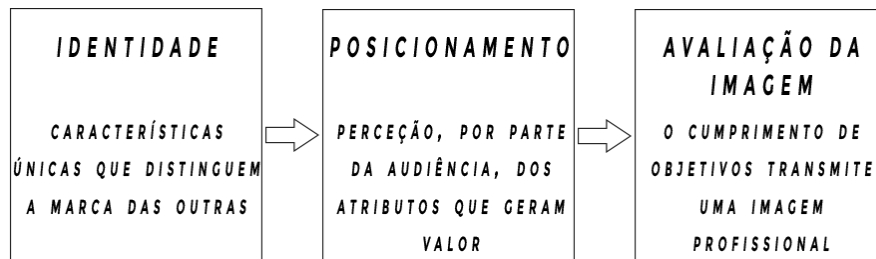 IDENTIDADE
CARACTERÍSTICAS
ÚNICAS QUE DISTINGUEM
A MARCA DAS OUTRAS
POSICIONAMENTO
PERCEÇÃO, POR PARTE
DA AUDIÊNCIA, DOS
ATRIBUTOS QUE GERAM
VALOR
AVALIAÇÃO DA
IMAGEM
O CUMPRIMENTO DE
OBJETIVOS TRANSMITE
UMA IMAGEM
PROFISSIONAL